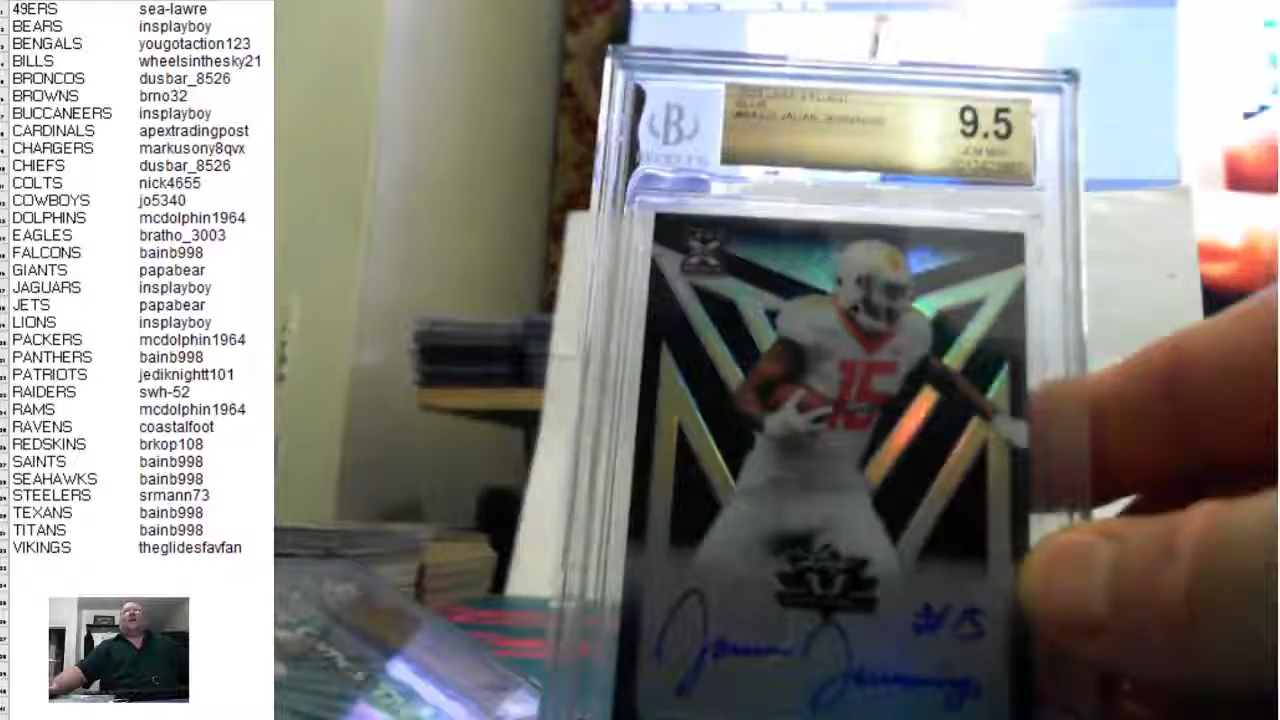 49ERS sea-lawre
BEARS insplayboy
BENGALS yougotaction123
BILLS wheelsinthesky21
BRONCOS dusbar_8526
BROWNS brno32
BUCCANEERS insplayboy
CARDINALS apextradingpost
CHARGERS markusony8qvx
CHIEFS dusbar_8526
COLTS nick4655
COWBOYS jo5340
DOLPHINS mcdolphin1964
EAGLES bratho_3003
FALCONS bainb998
GIANTS papabear
JAGUARS insplayboy
JETS papabear
LIONS insplayboy
PACKERS mcdolphin1964
PANTHERS bainb998
PATRIOTS jediknightt101
RAIDERS swh-52
RAMS mcdolphin1964
RAVENS coastalfoot
REDSKINS brkop108
SAINTS bainb998
SEAHAWKS bainb998
STEELERS srmann73
TEXANS bainb998
TITANS bainb998
VIKINGS theglidesfavfan
B
9.5
15
#15